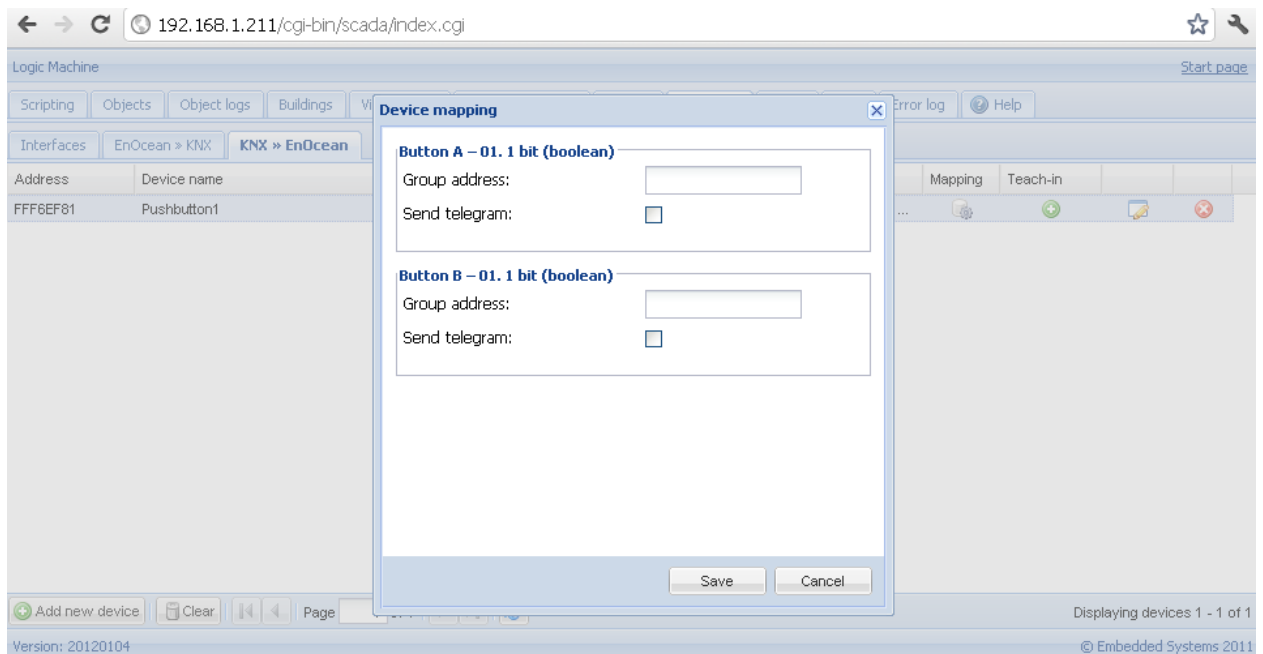 192.168.1.211/cgi-bin/scada/index.cgi
Logic Machine Start page
Scripting Objects Object logs Buildings Error log Help
Device mapping
Interfaces EnOcean » KNX KNX » EnOcean
Button A – 01. 1 bit (boolean)
Address Device name Mapping Teach-in
Group address:
FFF6EF81 Pushbutton1 ...
Send telegram:
Button B – 01. 1 bit (boolean)
Group address:
Send telegram:
Save Cancel
Add new device Clear Page Displaying devices 1 - 1 of 1
Version: 20120104 © Embedded Systems 2011